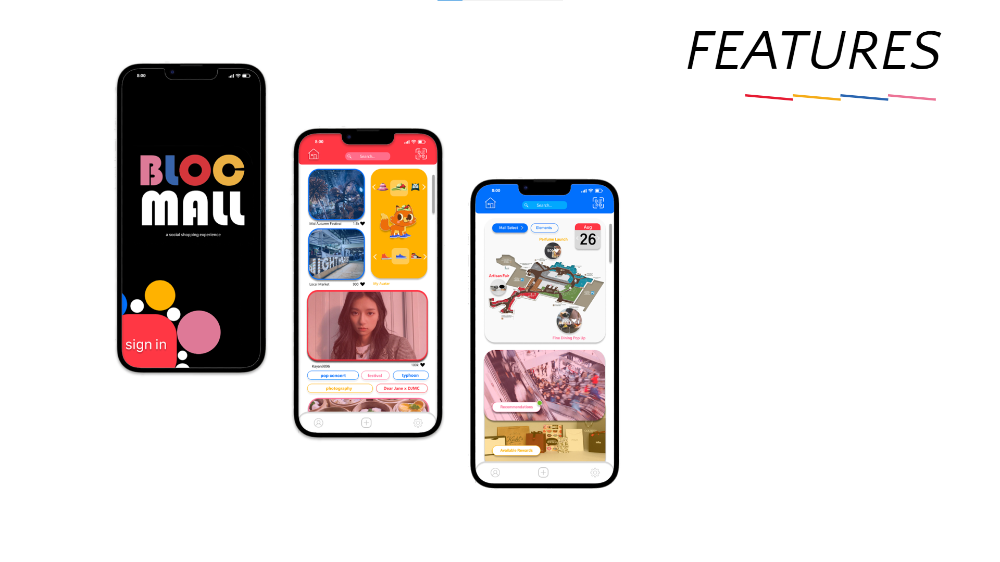 FEATURES
8:00
BLOC
MALL
a social shopping experience
sign in
8:00
Search...
Mid Autumn Festival 1.5k
Local Market 900
My Avatar
Kayan9896 100k
pop concert festival typhoon
photography Dear Jane x DJMC
8:00
Search...
Mall Select Elements
Aug
26
Perfume Launch
500
Artisan Fair
40
100k
Fine Dining Pop Up
Recommendations
Kiehl's
Available Rewards